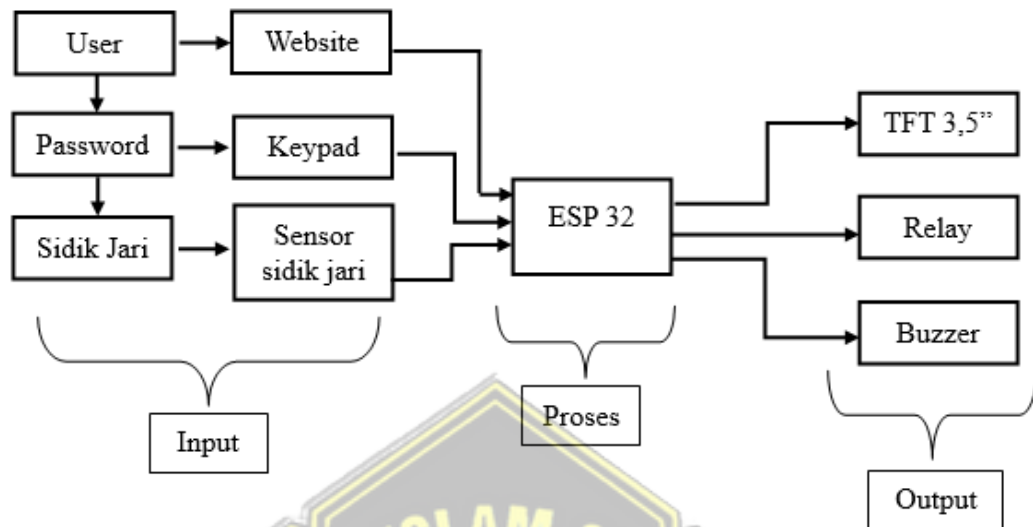 User
Website
Password
Keypad
Sidik Jari
Sensor
sidik jari
ESP 32
TFT 3,5”
Relay
Buzzer
Input
Proses
Output
ISLAM